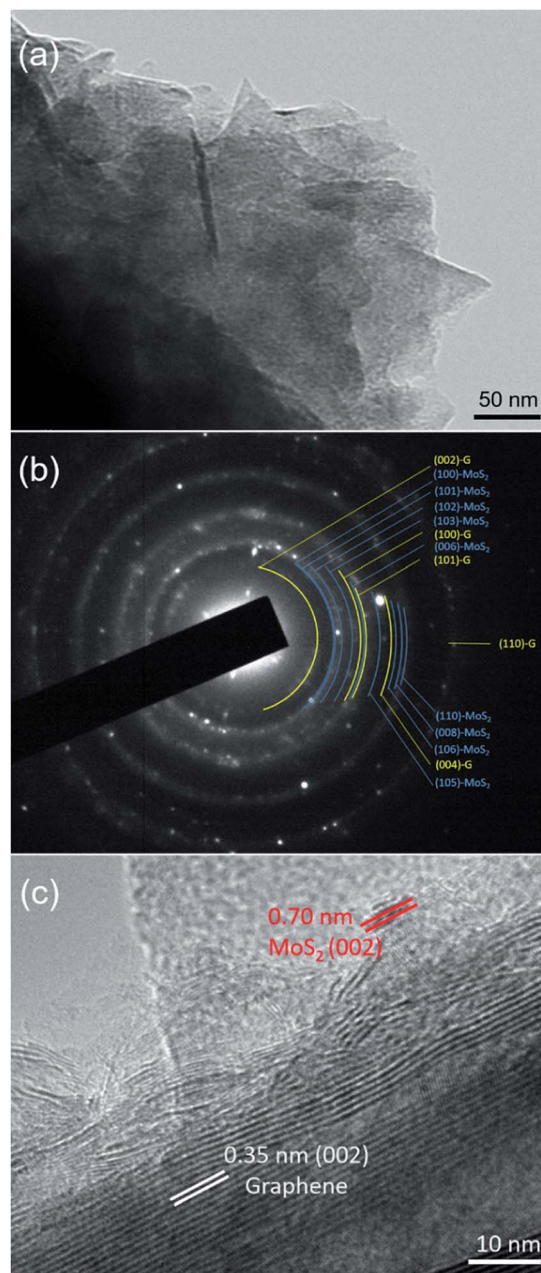 (a)
50 nm
(b)
(002)-G
(100)-MoS₂
(101)-MoS₂
(102)-MoS₂
(103)-MoS₂
(100)-G
(006)-MoS₂
(101)-G
(110)-G
(110)-MoS₂
(008)-MoS₂
(106)-MoS₂
(004)-G
(105)-MoS₂
(c)
0.70 nm
MoS₂ (002)
0.35 nm (002)
Graphene
10 nm